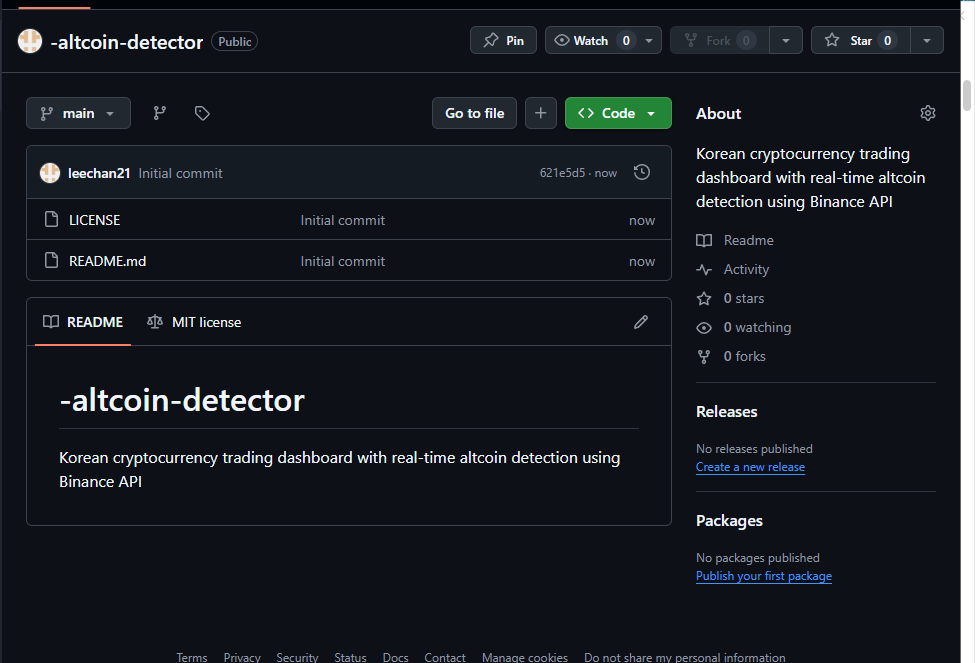 -altcoin-detector Public
Pin Watch 0 Fork 0 Star 0
main Go to file + Code
leechan21 Initial commit 621e5d5 · now
LICENSE Initial commit now
README.md Initial commit now
README MIT license
-altcoin-detector
Korean cryptocurrency trading dashboard with real-time altcoin detection using
Binance API
About
Korean cryptocurrency trading
dashboard with real-time altcoin
detection using Binance API
Readme
Activity
0 stars
0 watching
0 forks
Releases
No releases published
Create a new release
Packages
No packages published
Publish your first package
Terms Privacy Security Status Docs Contact Manage cookies Do not share my personal information